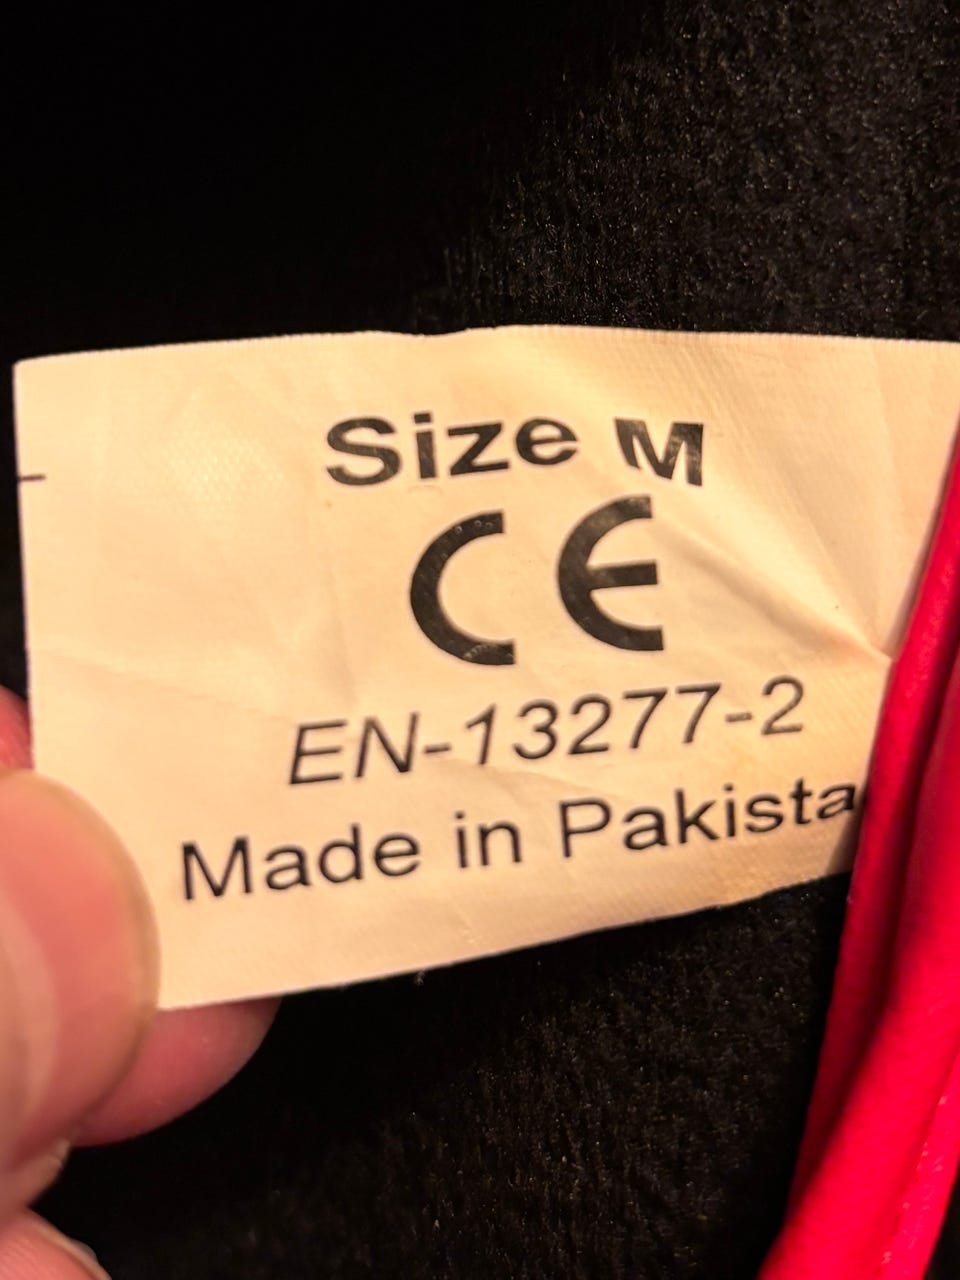 Size M
CE
EN-13277-2
Made in Pakista